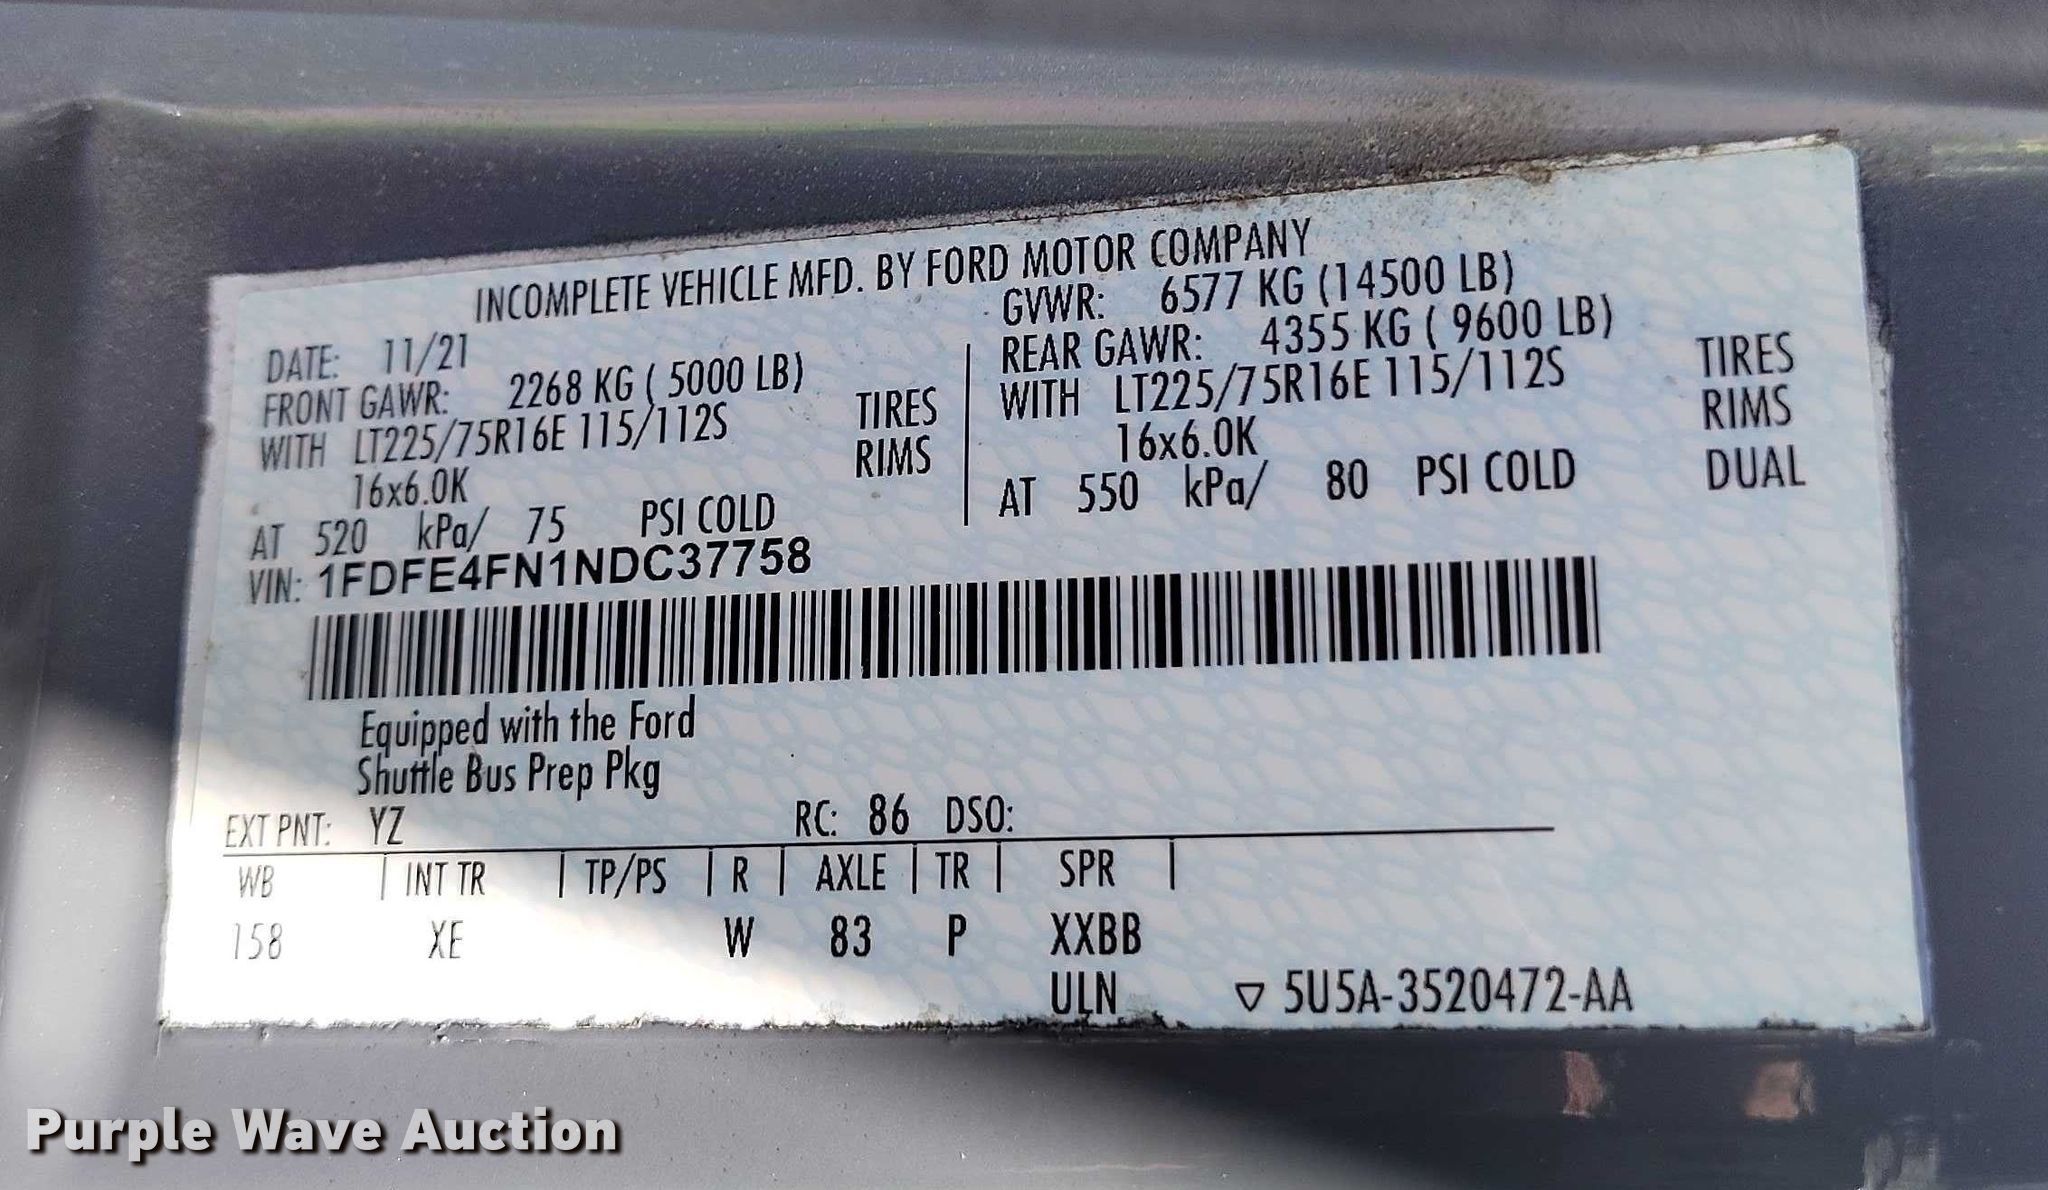 INCOMPLETE VEHICLE MFD. BY FORD MOTOR COMPANY
DATE: 11/21
GVWR: 6577 KG (14500 LB)
FRONT GAWR: 2268 KG ( 5000 LB)
REAR GAWR: 4355 KG ( 9600 LB)
WITH LT225/75R16E 115/112S TIRES
WITH LT225/75R16E 115/112S TIRES
16x6.0K RIMS
16x6.0K RIMS
AT 520 kPa/ 75 PSI COLD
AT 550 kPa/ 80 PSI COLD DUAL
VIN: 1FDFE4FN1NDC37758
Equipped with the Ford
Shuttle Bus Prep Pkg
EXT PNT: YZ RC: 86 DSO:
WB | INT TR | TP/PS | R | AXLE | TR | SPR |
158 XE W 83 P XXBB
ULN ▽ 5U5A-3520472-AA
Purple Wave Auction